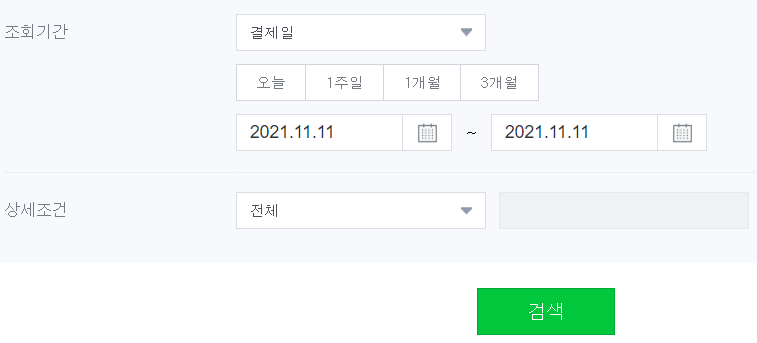 조회기간
결제일
오늘 1주일 1개월 3개월
2021.11.11 ~ 2021.11.11
상세조건 전체
검색